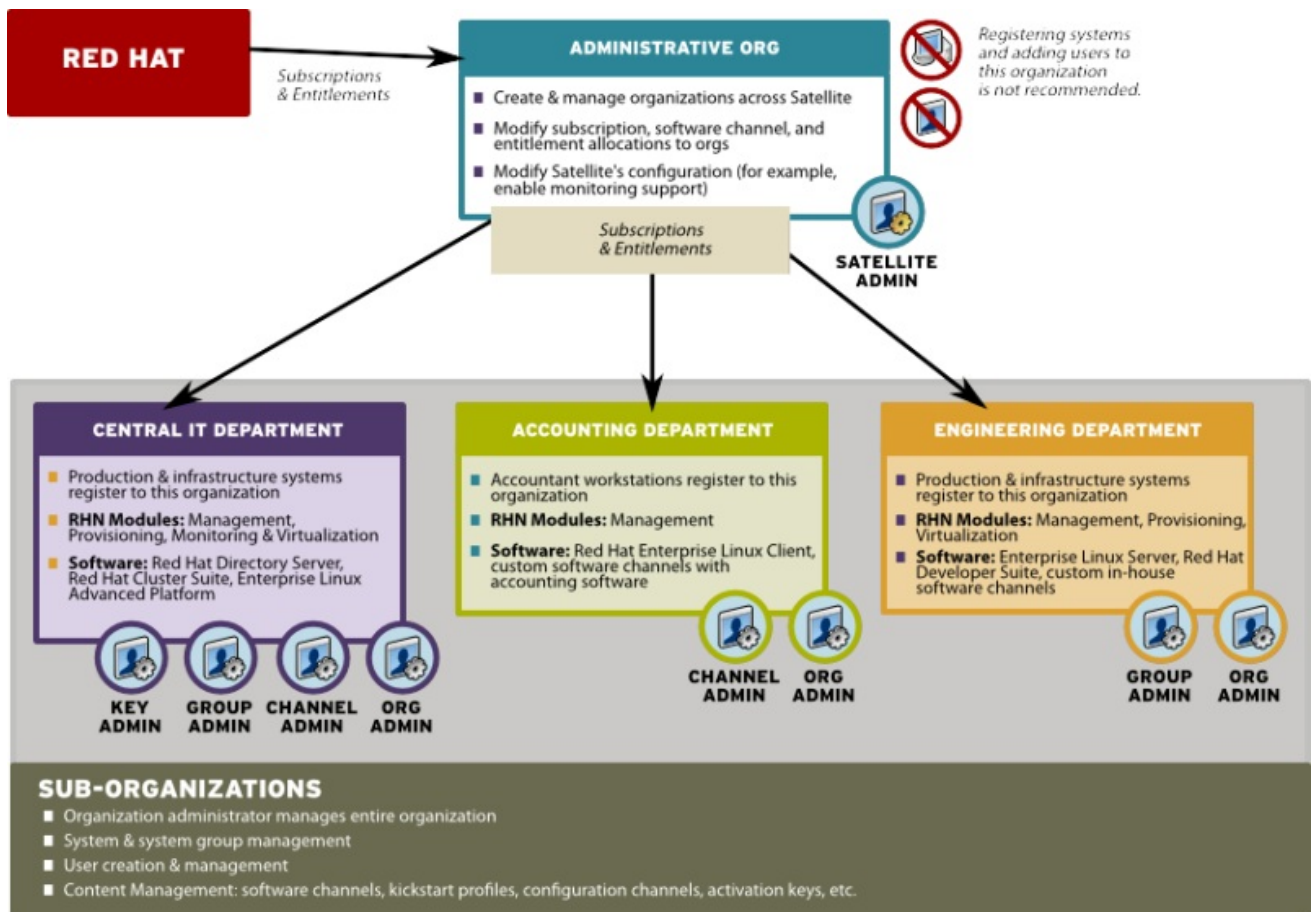 RED HAT
Subscriptions
& Entitlements
ADMINISTRATIVE ORG
Create & manage organizations across Satellite
Modify subscription, software channel, and
entitlement allocations to orgs
Modify Satellite's configuration (for example,
enable monitoring support)
Registering systems
and adding users to
this organization
is not recommended.
Subscriptions
& Entitlements
SATELLITE
ADMIN
CENTRAL IT DEPARTMENT
Production & infrastructure systems
register to this organization
RHN Modules: Management,
Provisioning, Monitoring & Virtualization
Software: Red Hat Directory Server,
Red Hat Cluster Suite, Enterprise Linux
Advanced Platform
KEY
ADMIN
GROUP
ADMIN
CHANNEL
ADMIN
ORG
ADMIN
ACCOUNTING DEPARTMENT
Accountant workstations register to this
organization
RHN Modules: Management
Software: Red Hat Enterprise Linux Client,
custom software channels with
accounting software
CHANNEL
ADMIN
ORG
ADMIN
ENGINEERING DEPARTMENT
Production & infrastructure systems
register to this organization
RHN Modules: Management, Provisioning,
Virtualization
Software: Enterprise Linux Server, Red Hat
Developer Suite, custom in-house
software channels
GROUP
ADMIN
ORG
ADMIN
SUB-ORGANIZATIONS
Organization administrator manages entire organization
System & system group management
User creation & management
Content Management: software channels, kickstart profiles, configuration channels, activation keys, etc.